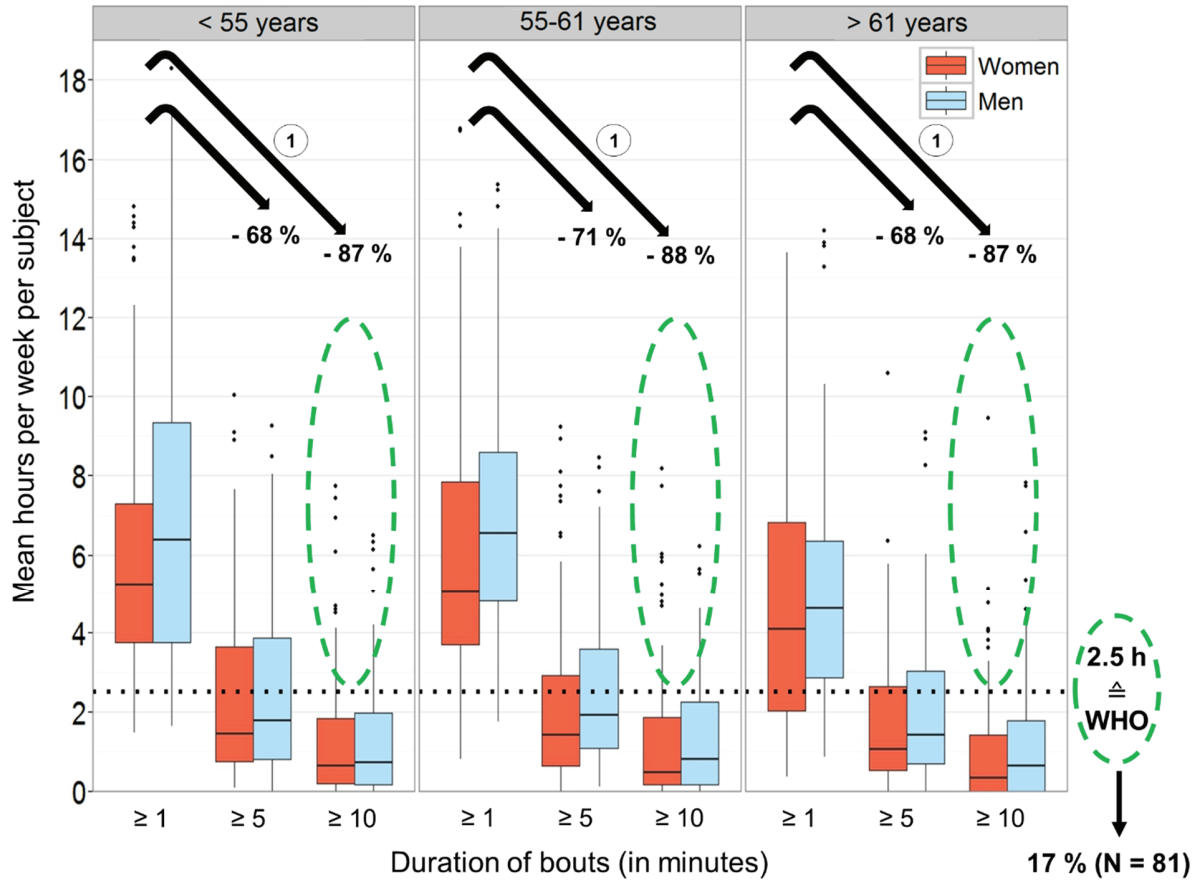 < 55 years
55-61 years
> 61 years
Women
Men
Mean hours per week per subject
18
16
14
12
10
8
6
4
2
0
1
- 68 %
- 87 %
1
- 71 %
- 88 %
1
- 68 %
- 87 %
2.5 h
≙
WHO
17 % (N = 81)
≥ 1
≥ 5
≥ 10
≥ 1
≥ 5
≥ 10
≥ 1
≥ 5
≥ 10
Duration of bouts (in minutes)